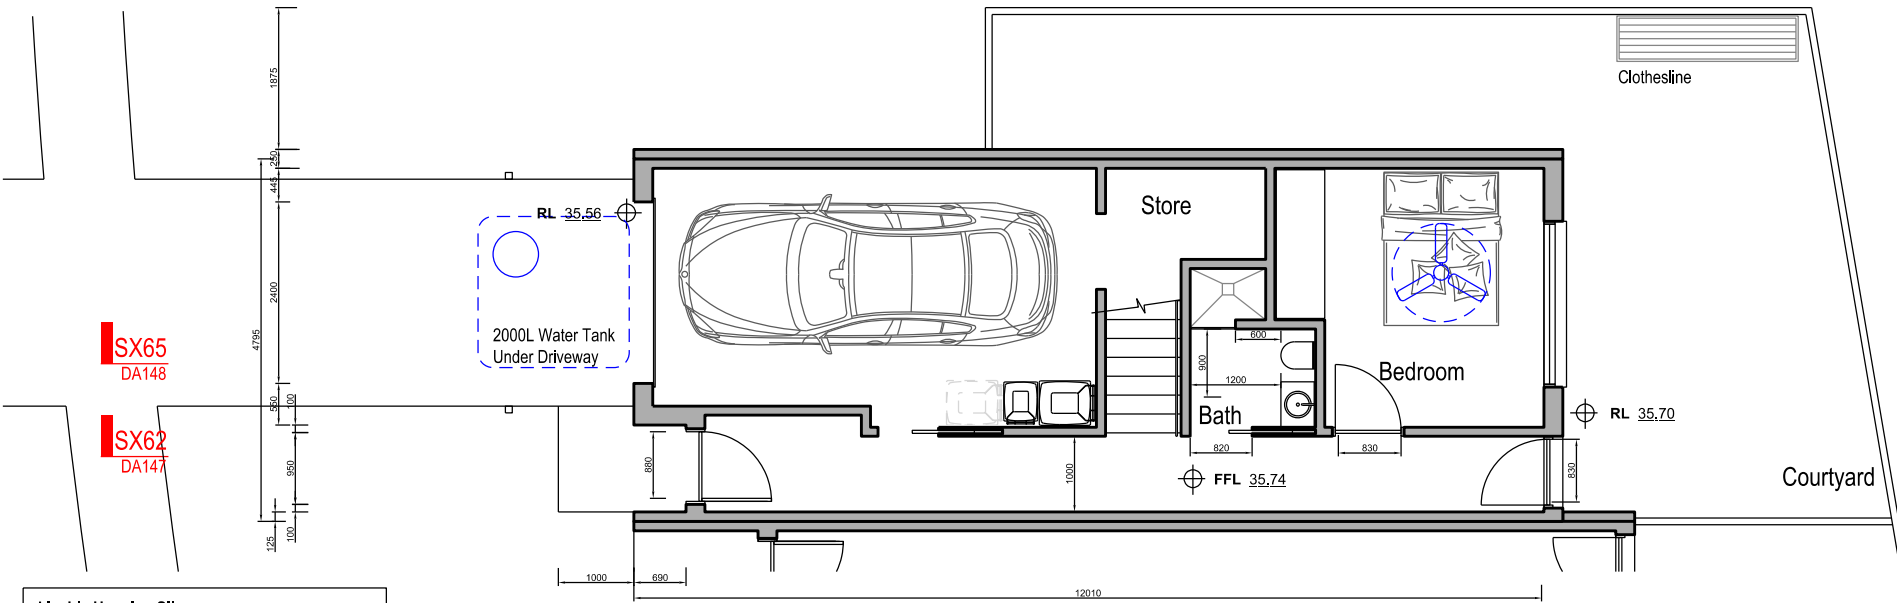 1875
250
445
4795
2400
550
100
950
100
125
RL 35.56
2000L Water Tank
Under Driveway
SX65
DA148
SX62
DA147
Store
Clothesline
600
900
1200
Bath
Bedroom
RL 35.70
880
1000
820
830
830
FFL 35.74
Courtyard
1000
690
12010